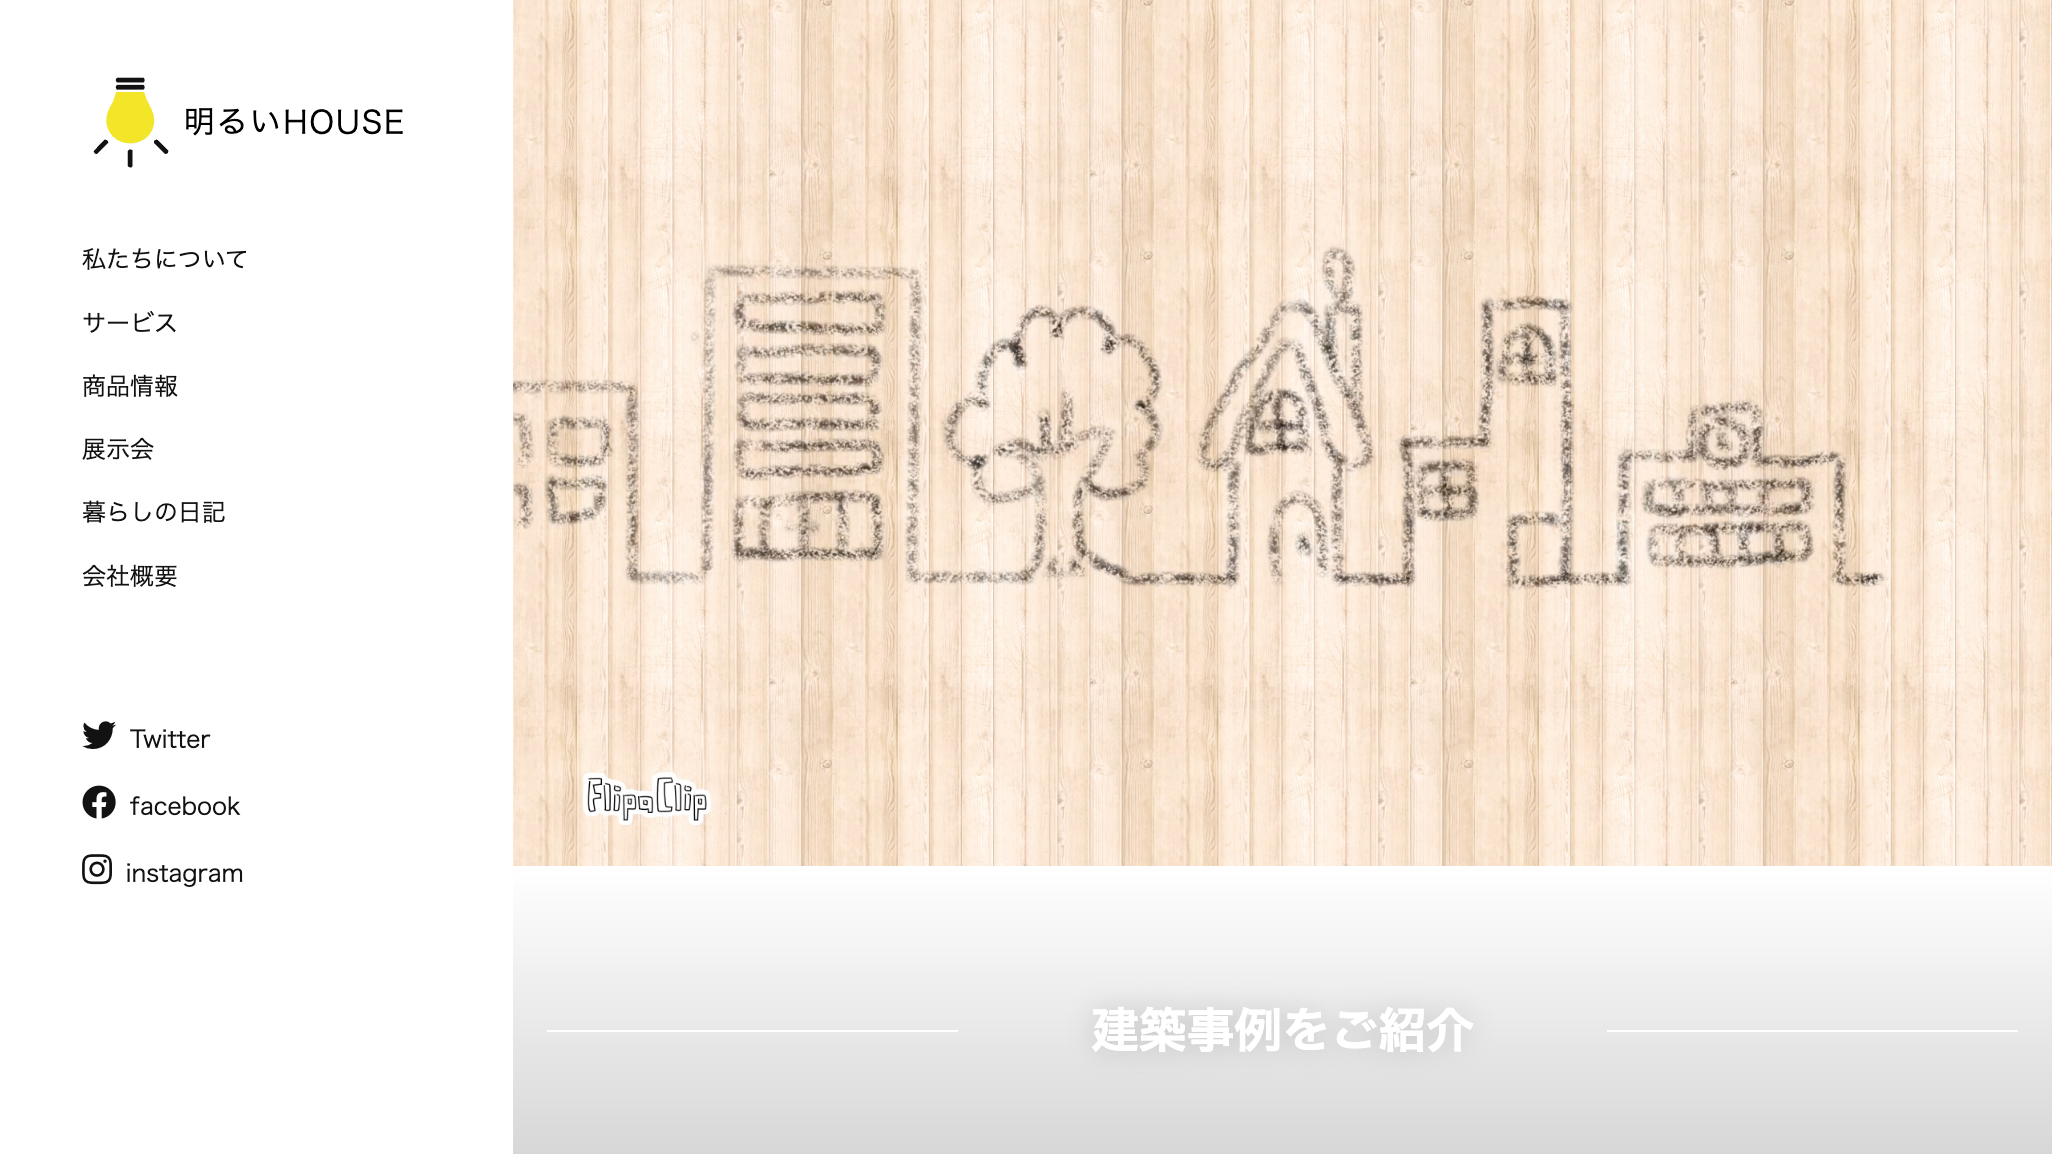 明るいHOUSE
私たちについて
サービス
商品情報
展示会
暮らしの日記
会社概要
Twitter
facebook
instagram
FlipaClip
建築事例をご紹介